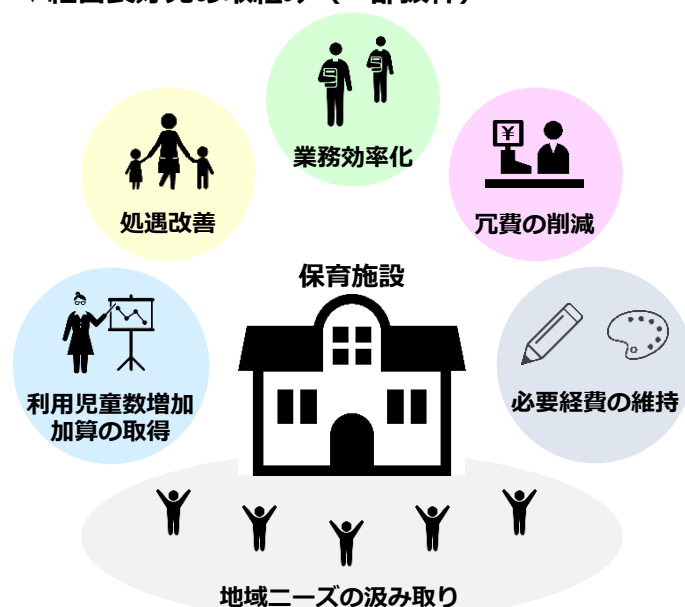 業務効率化
処遇改善
冗費の削減
¥
保育施設
利用児童数増加
加算の取得
必要経費の維持
地域ニーズの汲み取り